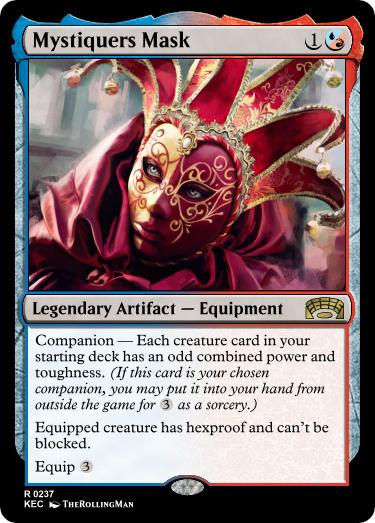 Mystiquers Mask 1
Legendary Artifact — Equipment
Companion — Each creature card in your
starting deck has an odd combined power and
toughness. (If this card is your chosen
companion, you may put it into your hand from
outside the game for 3 as a sorcery.)
Equipped creature has hexproof and can't be
blocked.
Equip 3
R 0237
KEC TheRollingMan